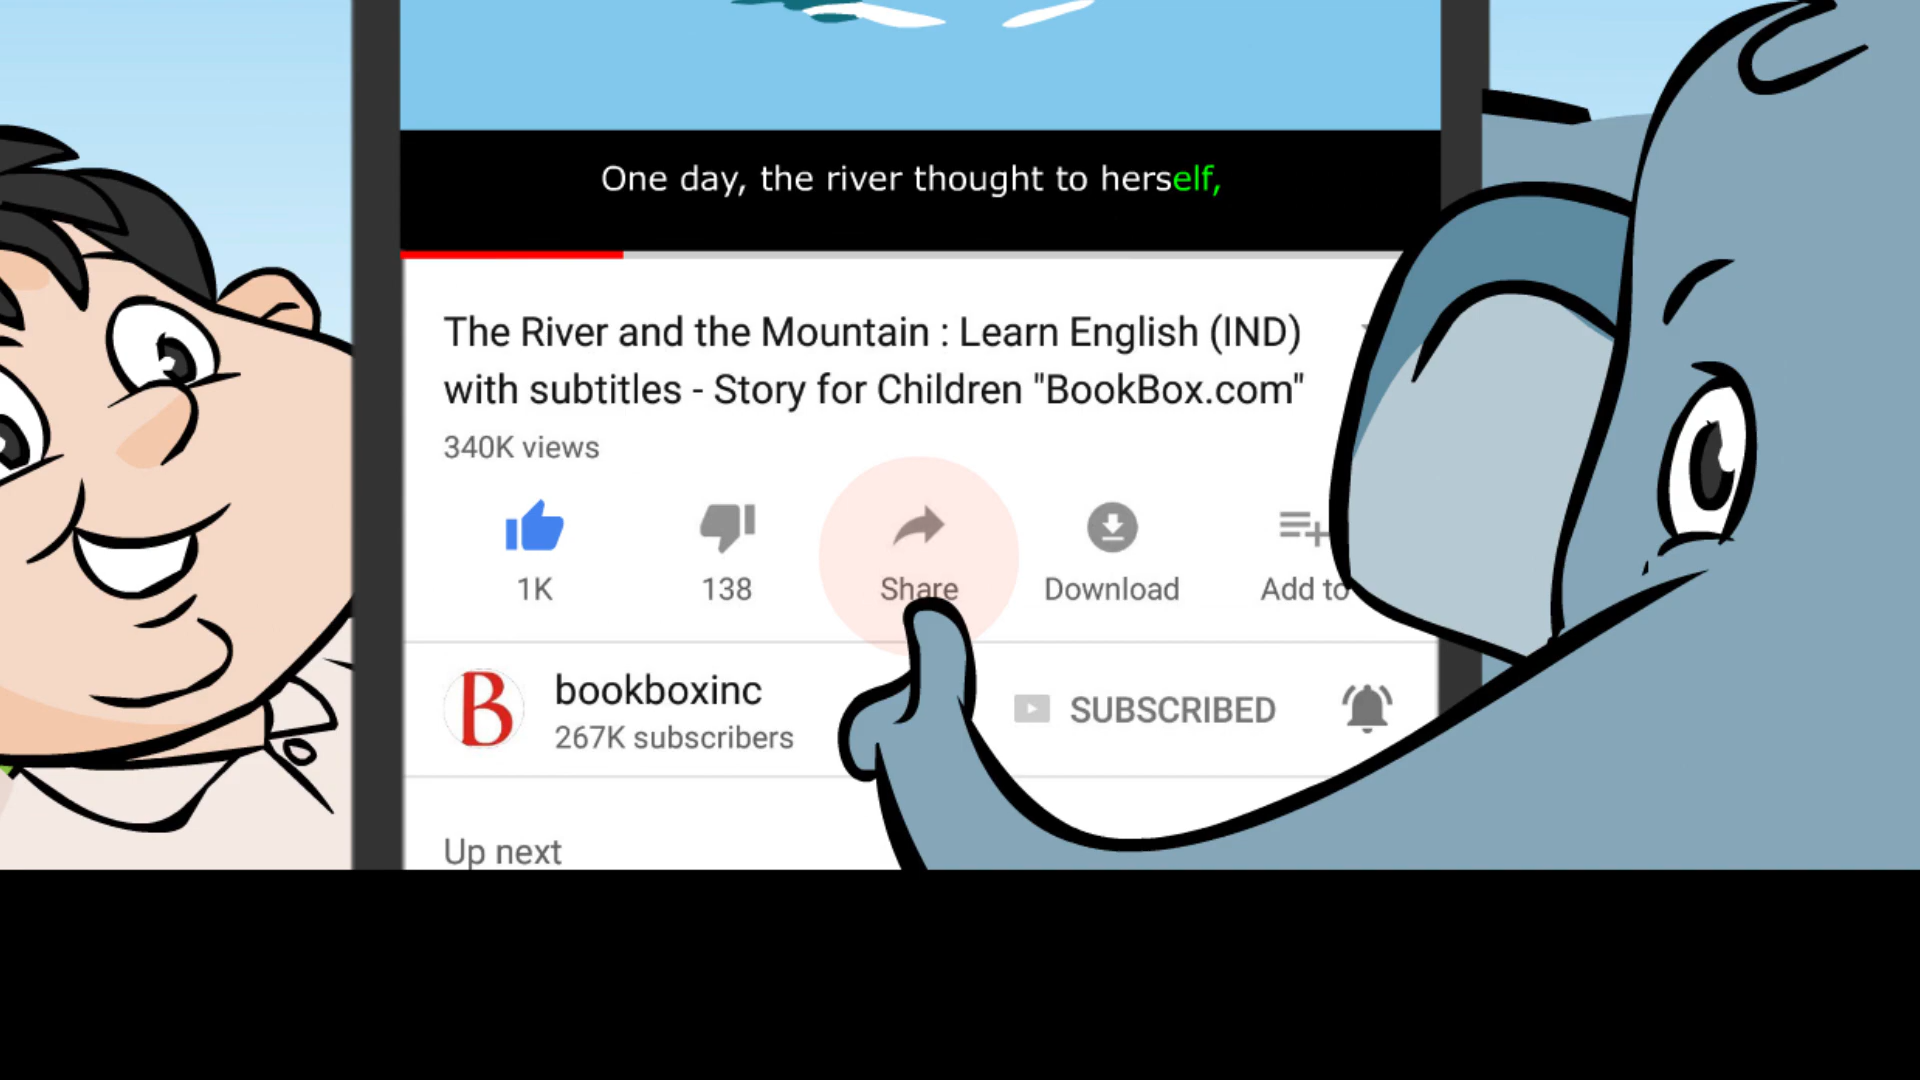 One day, the river thought to herself,
The River and the Mountain : Learn English (IND)
with subtitles - Story for Children "BookBox.com"
340K views
1K
138
Share
Download
Add to
B
bookboxinc
267K subscribers
SUBSCRIBED
Up next